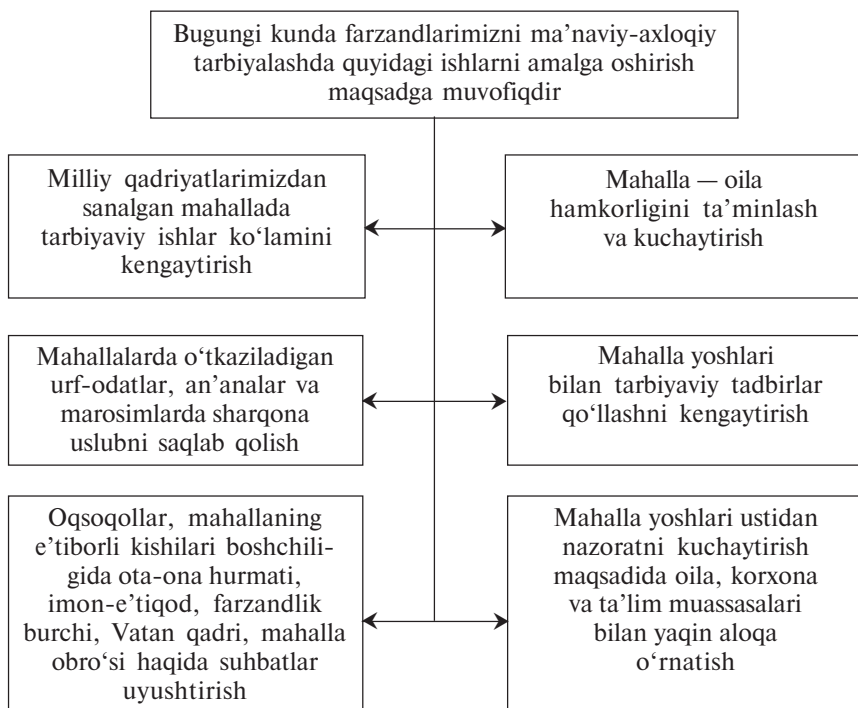 Bugungi kunda farzandlarimizni ma’naviy-axloqiy
tarbiyalashda quyidagi ishlarni amalga oshirish
maqsadga muvofiqdir
Milliy qadriyatlarimizdan
sanalgan mahallada
tarbiyaviy ishlar ko‘lamini
kengaytirish
Mahalla — oila
hamkorligini ta’minlash
va kuchaytirish
Mahallalarda o‘tkaziladigan
urf-odatlar, an’analar va
marosimlarda sharqona
uslubni saqlab qolish
Mahalla yoshlari
bilan tarbiyaviy tadbirlar
qo‘llashni kengaytirish
Oqsoqollar, mahallaning
e’tiborli kishilari boshchili-
gida ota-ona hurmati,
imon-e’tiqod, farzandlik
burchi, Vatan qadri, mahalla
obro‘si haqida suhbatlar
uyushtirish
Mahalla yoshlari ustidan
nazoratni kuchaytirish
maqsadida oila, korxona
va ta’lim muassasalari
bilan yaqin aloqa
o‘rnatish